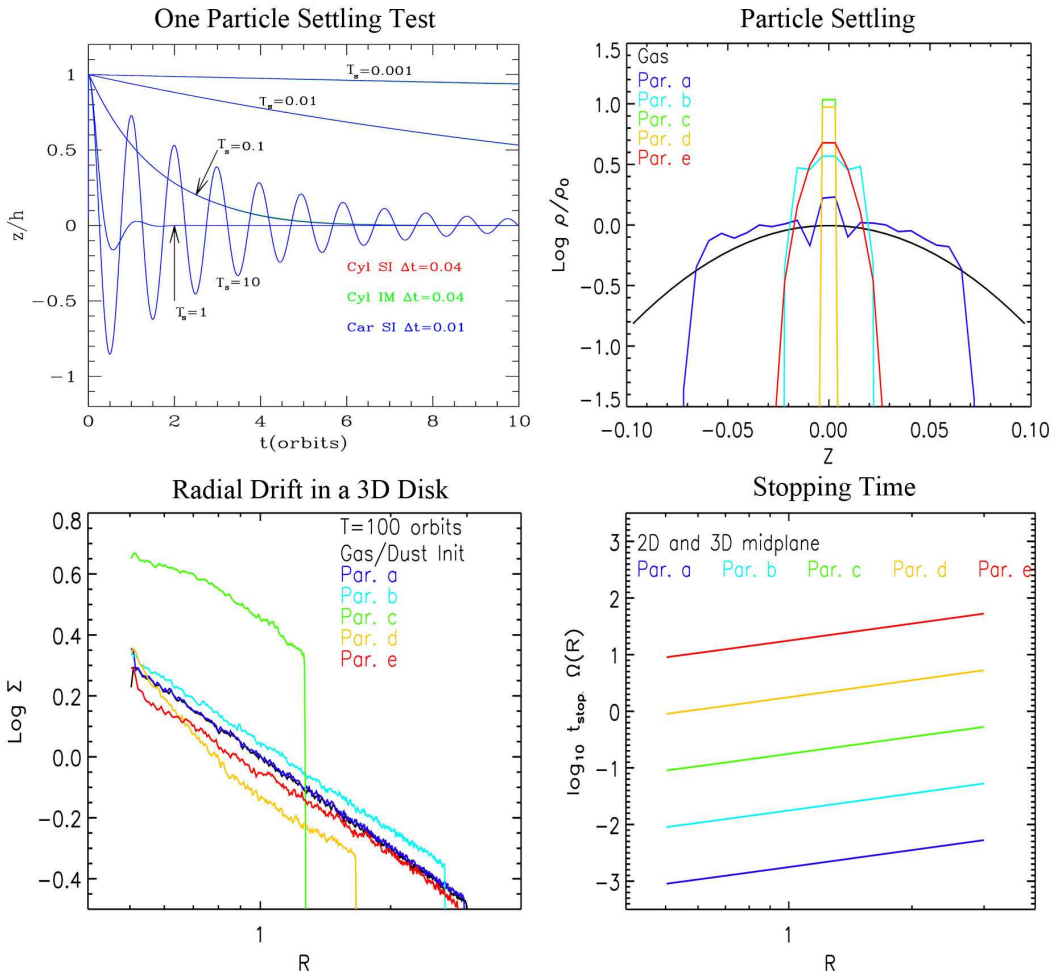 One Particle Settling Test
1
0.5
0
−0.5
−1
z/h
T_s=0.001
T_s=0.01
T_s=0.1
T_s=10
T_s=1
Cyl SI Δt=0.04
Cyl IM Δt=0.04
Car SI Δt=0.01
0 2 4 6 8 10
t(orbits)
Particle Settling
1.5
1.0
0.5
0.0
−0.5
−1.0
−1.5
Log ρ/ρ₀
Gas
Par. a
Par. b
Par. c
Par. d
Par. e
−0.10 −0.05 0.00 0.05 0.10
Z
Radial Drift in a 3D Disk
0.8
0.6
0.4
0.2
0.0
−0.2
−0.4
Log Σ
T=100 orbits
Gas/Dust Init
Par. a
Par. b
Par. c
Par. d
Par. e
1
R
Stopping Time
3
2
1
0
−1
−2
−3
log₁₀ t_stop. Ω(R)
2D and 3D midplane
Par. a Par. b Par. c Par. d Par. e
1
R